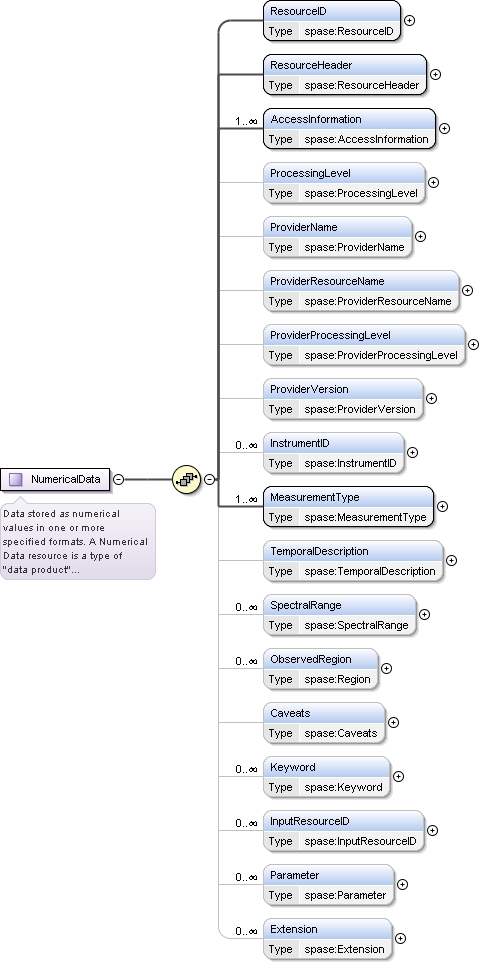 ResourceID
Type spase:ResourceID
ResourceHeader
Type spase:ResourceHeader
1..∞
AccessInformation
Type spase:AccessInformation
ProcessingLevel
Type spase:ProcessingLevel
ProviderName
Type spase:ProviderName
ProviderResourceName
Type spase:ProviderResourceName
ProviderProcessingLevel
Type spase:ProviderProcessingLevel
ProviderVersion
Type spase:ProviderVersion
0..∞
InstrumentID
Type spase:InstrumentID
NumericalData
Data stored as numerical
values in one or more
specified formats. A Numerical
Data resource is a type of
"data product"...
1..∞
MeasurementType
Type spase:MeasurementType
TemporalDescription
Type spase:TemporalDescription
0..∞
SpectralRange
Type spase:SpectralRange
0..∞
ObservedRegion
Type spase:Region
Caveats
Type spase:Caveats
0..∞
Keyword
Type spase:Keyword
0..∞
InputResourceID
Type spase:InputResourceID
0..∞
Parameter
Type spase:Parameter
0..∞
Extension
Type spase:Extension